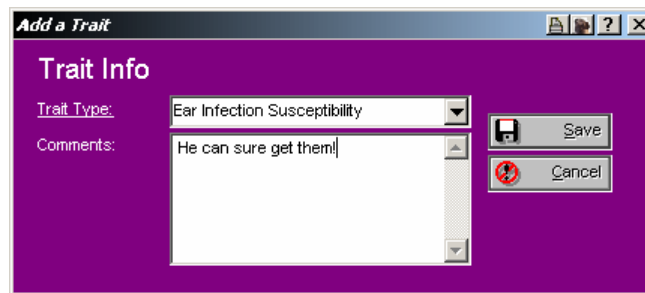 Add a Trait
?
Trait Info
Trait Type:
Ear Infection Susceptibility
Comments:
He can sure get them!
Save
Cancel